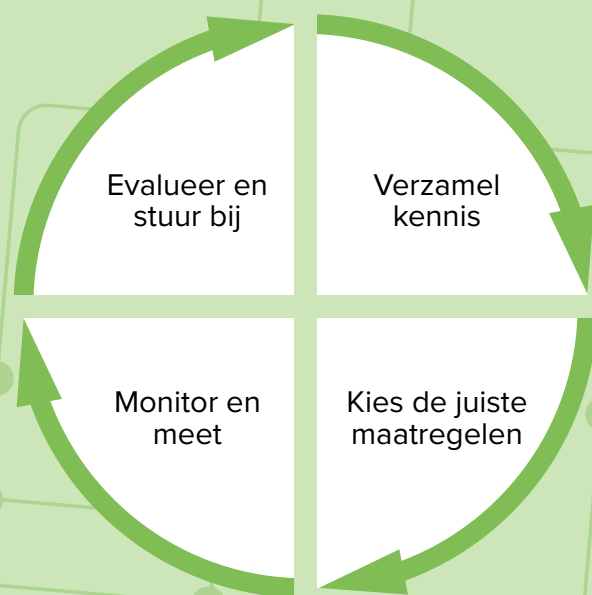 Evalueer en
stuur bij
Verzamel
kennis
Monitor en
meet
Kies de juiste
maatregelen